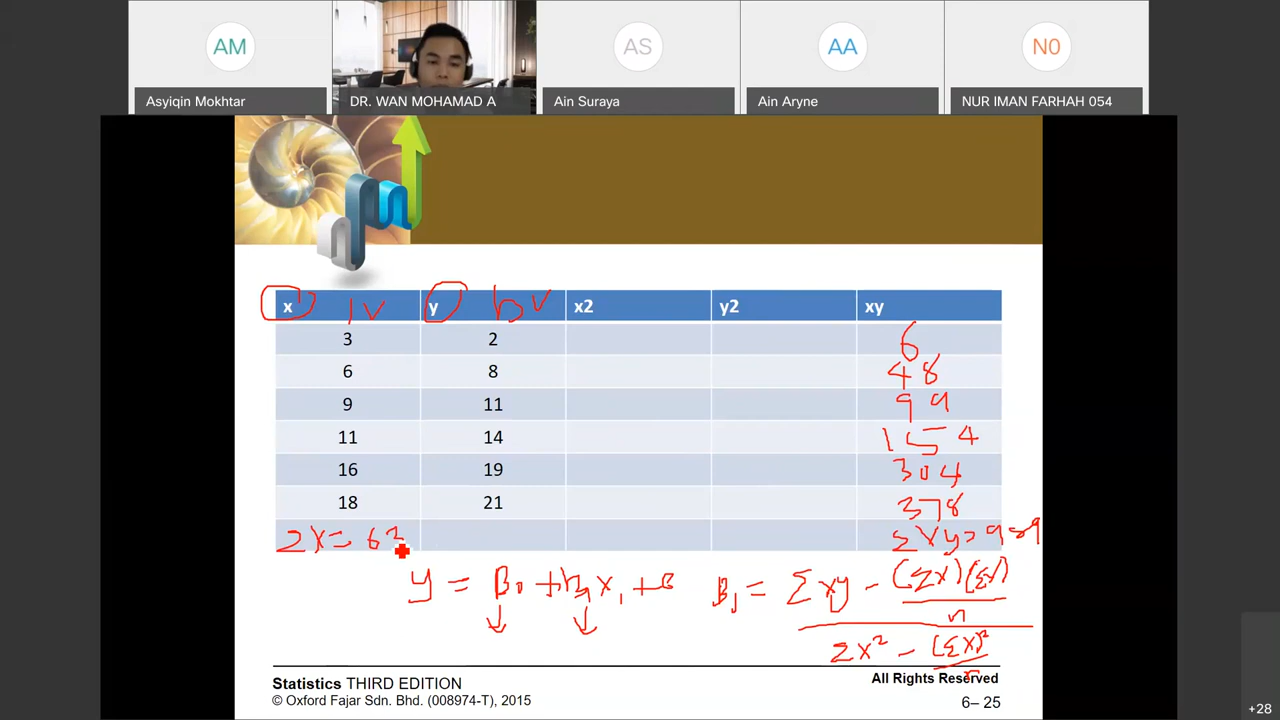 AM AS AA N0
Asyiqin Mokhtar DR. WAN MOHAMAD A Ain Suraya Ain Aryne NUR IMAN FARHAH 054
x IV y DV x2 y2 xy
3 2 6
6 8 48
9 11 99
11 14 154
16 19 304
18 21 378
Σx = 63 Σxy = 989
y = B₀ + B₁x₁ + e B₁ = Σxy - (Σx)(Σy)
n
Σx² - (Σx)²
n
All Rights Reserved
Statistics THIRD EDITION
© Oxford Fajar Sdn. Bhd. (008974-T), 2015 6– 25
+28